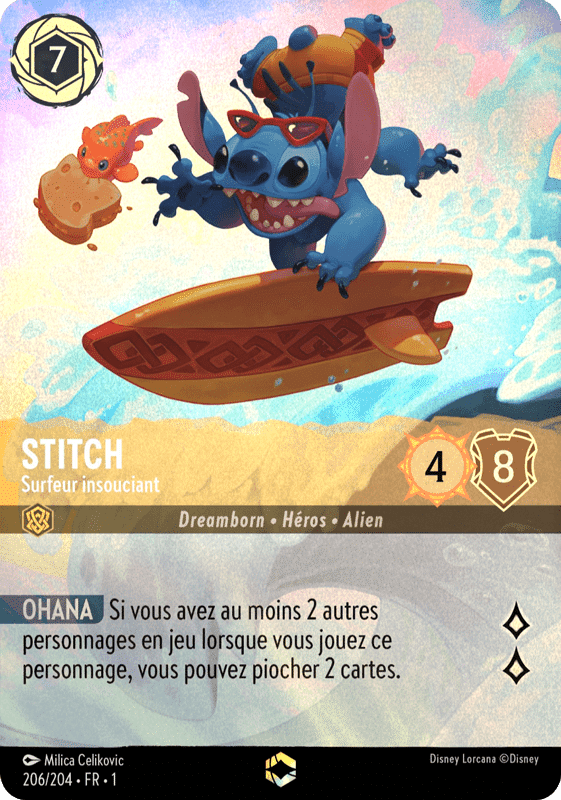 7
STITCH
Surfeur insouciant
4
8
Dreamborn • Héros • Alien
OHANA Si vous avez au moins 2 autres
personnages en jeu lorsque vous jouez ce
personnage, vous pouvez piocher 2 cartes.
Milica Celikovic
Disney Lorcana ©Disney
206/204 • FR • 1